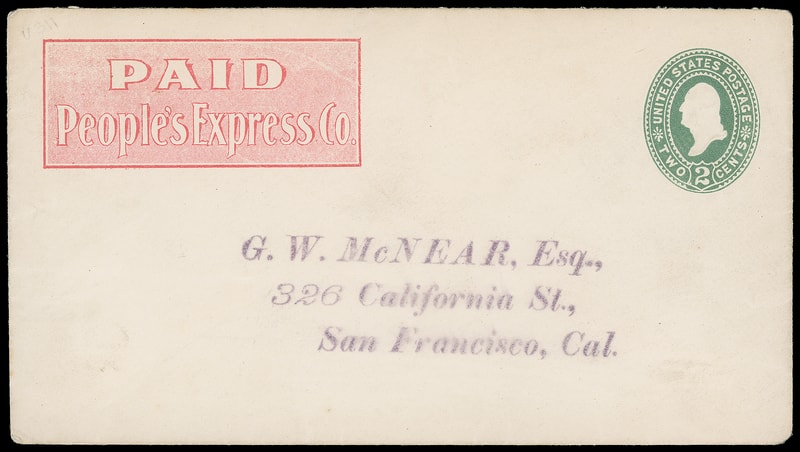 PAID
People's Express Co.
UNITED STATES POSTAGE
TWO 2 CENTS
G. W. McNEAR, Esq.,
326 California St.,
San Francisco, Cal.